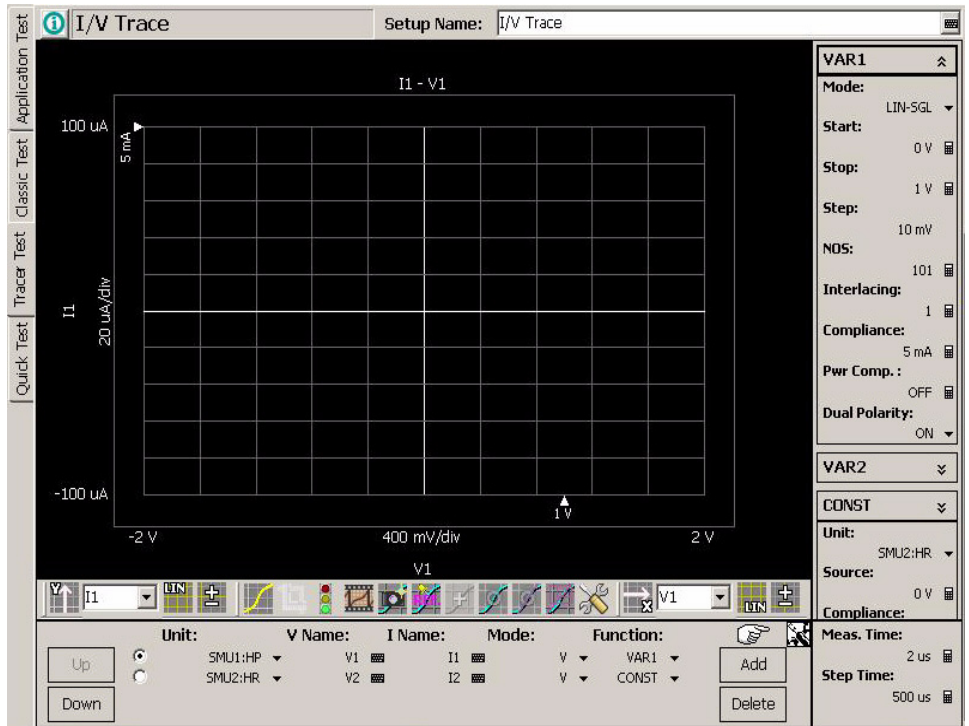 I/V Trace
Setup Name: I/V Trace
Application Test
Classic Test
Tracer Test
Quick Test
I1 - V1
100 uA
5 mA
I1
20 uA/div
-100 uA
1 V
-2 V
400 mV/div
2 V
V1
VAR1
Mode:
LIN-SGL
Start:
0 V
Stop:
1 V
Step:
10 mV
NOS:
101
Interlacing:
1
Compliance:
5 mA
Pwr Comp. :
OFF
Dual Polarity:
ON
VAR2
CONST
Unit:
SMU2:HR
Source:
0 V
Compliance:
Y I1 LIN
X V1 LIN
Unit: V Name: I Name: Mode: Function:
Up SMU1:HP V1 I1 V VAR1 Add
SMU2:HR V2 I2 V CONST
Down Delete
Meas. Time:
2 us
Step Time:
500 us